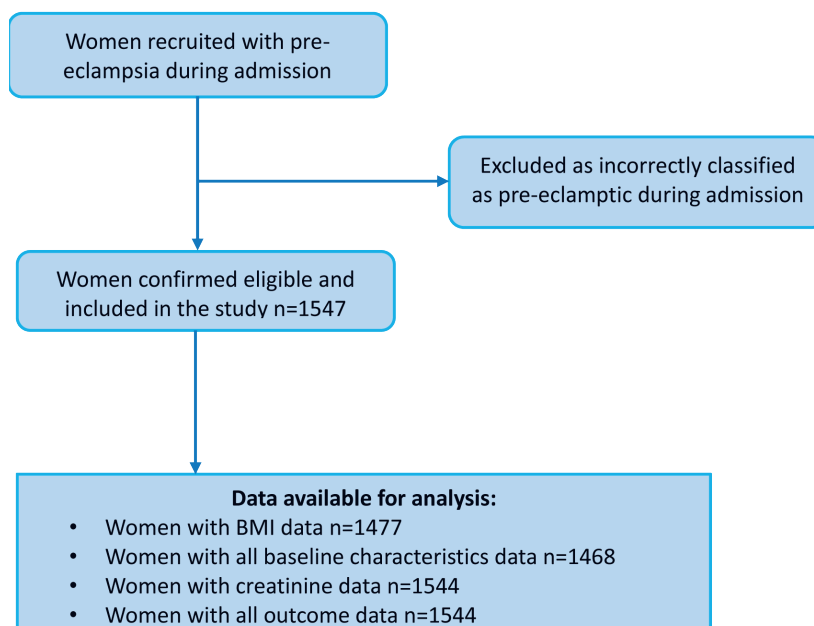 Women recruited with pre-
eclampsia during admission
Excluded as incorrectly classified
as pre-eclamptic during admission
Women confirmed eligible and
included in the study n=1547
Data available for analysis:
• Women with BMI data n=1477
• Women with all baseline characteristics data n=1468
• Women with creatinine data n=1544
• Women with all outcome data n=1544